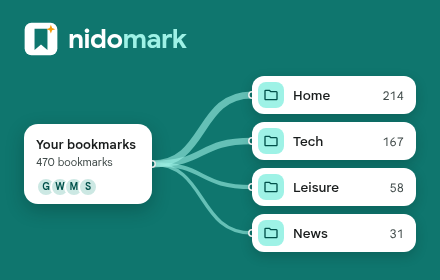 nidomark
Your bookmarks
470 bookmarks
G W M S
Home 214
Tech 167
Leisure 58
News 31